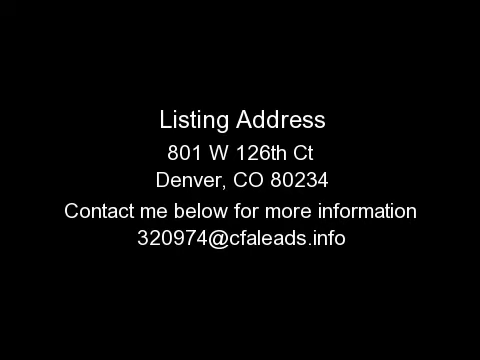 Listing Address
801 W 126th Ct
Denver, CO 80234
Contact me below for more information
320974@cfaleads.info